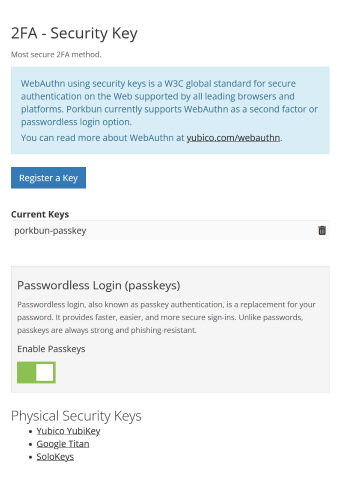 2FA - Security Key
Most secure 2FA method.
WebAuthn using security keys is a W3C global standard for secure
authentication on the Web supported by all leading browsers and
platforms. Porkbun currently supports WebAuthn as a second factor or
passwordless login option.
You can read more about WebAuthn at yubico.com/webauthn.
Register a Key
Current Keys
porkbun-passkey
Passwordless Login (passkeys)
Passwordless login, also known as passkey authentication, is a replacement for your
password. It provides faster, easier, and more secure sign-ins. Unlike passwords,
passkeys are always strong and phishing-resistant.
Enable Passkeys
Physical Security Keys
• Yubico YubiKey
• Google Titan
• SoloKeys